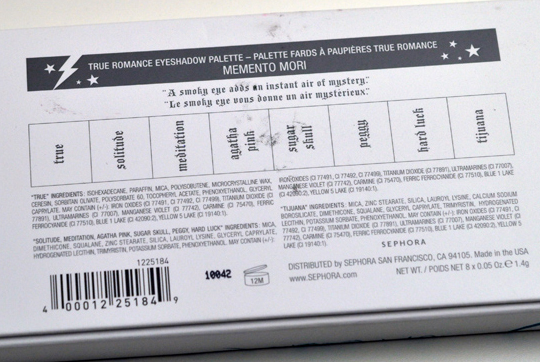 TRUE ROMANCE EYESHADOW PALETTE – PALETTE FARDS À PAUPIÈRES TRUE ROMANCE
MEMENTO MORI
"A smoky eye adds an instant air of mystery."
"Le smoky eye vous donne un air mystérieux."
true
solitude
meditation
agatha pink
sugar skull
peggy
hard luck
tijuana
"TRUE" INGREDIENTS: ISOHEXADECANE, PARAFFIN, MICA, POLYISOBUTENE, MICROCRYSTALLINE WAX,
CERESIN, SORBITAN OLIVATE, POLYSORBATE 60, TOCOPHERYL ACETATE, PHENOXYETHANOL, GLYCERYL
CAPRYLATE. MAY CONTAIN (+/-): IRON OXIDES (CI 77491, CI 77492, CI 77499), TITANIUM DIOXIDE (CI
77891), ULTRAMARINES (CI 77007), MANGANESE VIOLET (CI 77742), CARMINE (CI 75470), FERRIC
FERROCYANIDE (CI 77510), BLUE 1 LAKE (CI 42090:2), YELLOW 5 LAKE (CI 19140:1).
"SOLITUDE, MEDITATION, AGATHA PINK, SUGAR SKULL, PEGGY, HARD LUCK" INGREDIENTS: MICA,
DIMETHICONE, SQUALANE, ZINC STEARATE, SILICA, LAUROYL LYSINE, GLYCERYL CAPRYLATE,
HYDROGENATED LECITHIN, TRIMYRISTIN, PHENOXYETHANOL. MAY CONTAIN (+/-):
IRON OXIDES (CI 77491, CI 77492, CI 77499), TITANIUM DIOXIDE (CI 77891), ULTRAMARINES (CI 77007),
MANGANESE VIOLET (CI 77742), CARMINE (CI 75470), FERRIC FERROCYANIDE (CI 77510), BLUE 1 LAKE
(CI 42090:2), YELLOW 5 LAKE (CI 19140:1).
"TIJUANA" INGREDIENTS: MICA, ZINC STEARATE, SILICA, LAUROYL LYSINE, CALCIUM SODIUM
BOROSILICATE, DIMETHICONE, SQUALANE, GLYCERYL CAPRYLATE, TRIMYRISTIN, HYDROGENATED
LECITHIN, POTASSIUM SORBATE, PHENOXYETHANOL. MAY CONTAIN (+/-): IRON OXIDES (CI 77491, CI
77492, CI 77499), TITANIUM DIOXIDE (CI 77891), ULTRAMARINES (CI 77007), MANGANESE VIOLET (CI
77742), CARMINE (CI 75470), FERRIC FERROCYANIDE (CI 77510), BLUE 1 LAKE (CI 42090:2), YELLOW 5
LAKE (CI 19140:1).
SEPHORA
1225184
4 00012 25184 9
10042
12M
DISTRIBUTED by SEPHORA SAN FRANCISCO, CA 94105. Made in the USA
www.SEPHORA.com
NET WT. / POIDS NET 8 x 0.05 Oz. ℮ 1.4g